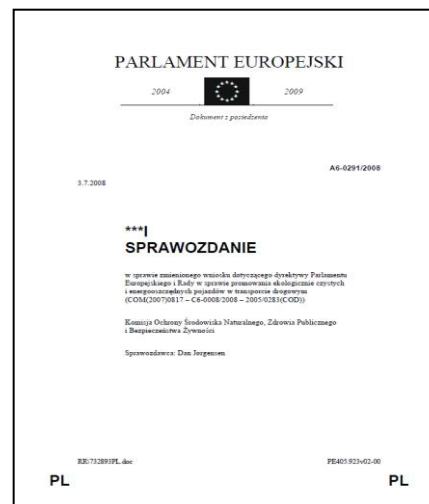 PARLAMENT EUROPEJSKI
2004 2009
Dokument z posiedzenia
A6-0291/2008
3.7.2008
***I
SPRAWOZDANIE
w sprawie zmienionego wniosku dotyczącego dyrektywy Parlamentu
Europejskiego i Rady w sprawie promowania ekologicznie czystych
i energooszczędnych pojazdów w transporcie drogowym
(COM(2007)0817 – C6-0008/2008 – 2005/0283(COD))
Komisja Ochrony Środowiska Naturalnego, Zdrowia Publicznego
i Bezpieczeństwa Żywności
Sprawozdawca: Dan Jørgensen
RR\732893PL.doc PE405.923v02-00
PL PL